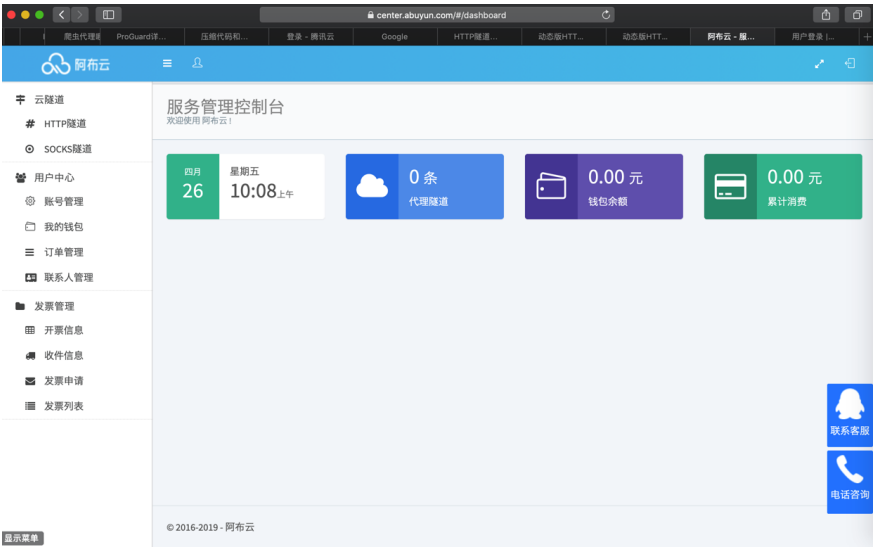 center.abuyun.com/#/dashboard
爬虫代理
ProGuard详...
压缩代码和...
登录 - 腾讯云
Google
HTTP隧道...
动态版HTT...
动态版HTT...
阿布云 - 服...
用户登录 |...
阿布云
云隧道
HTTP隧道
SOCKS隧道
用户中心
账号管理
我的钱包
订单管理
联系人管理
发票管理
开票信息
收件信息
发票申请
发票列表
服务管理控制台
欢迎使用 阿布云 !
四月
26
星期五
10:08上午
0 条
代理隧道
0.00 元
钱包余额
0.00 元
累计消费
联系客服
电话咨询
© 2016-2019 - 阿布云
显示菜单